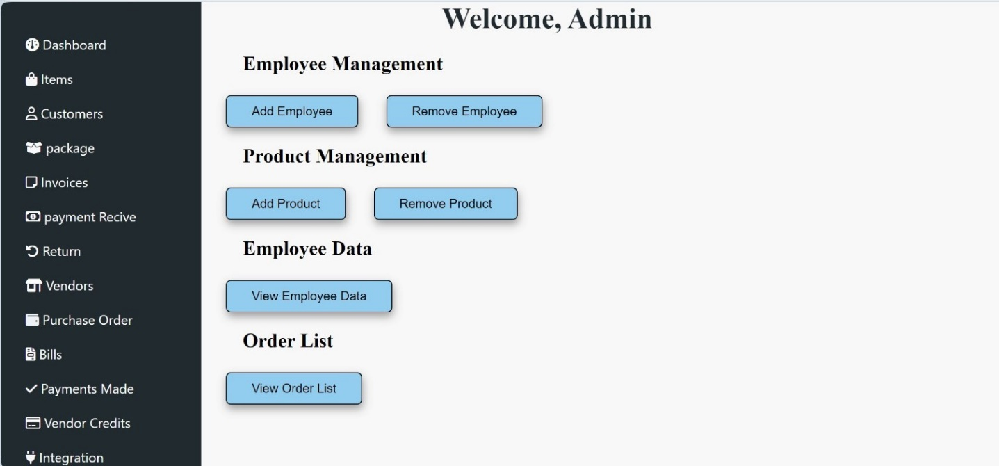 Dashboard
Items
Customers
package
Invoices
payment Recive
Return
Vendors
Purchase Order
Bills
Payments Made
Vendor Credits
Integration
Welcome, Admin
Employee Management
Add Employee
Remove Employee
Product Management
Add Product
Remove Product
Employee Data
View Employee Data
Order List
View Order List